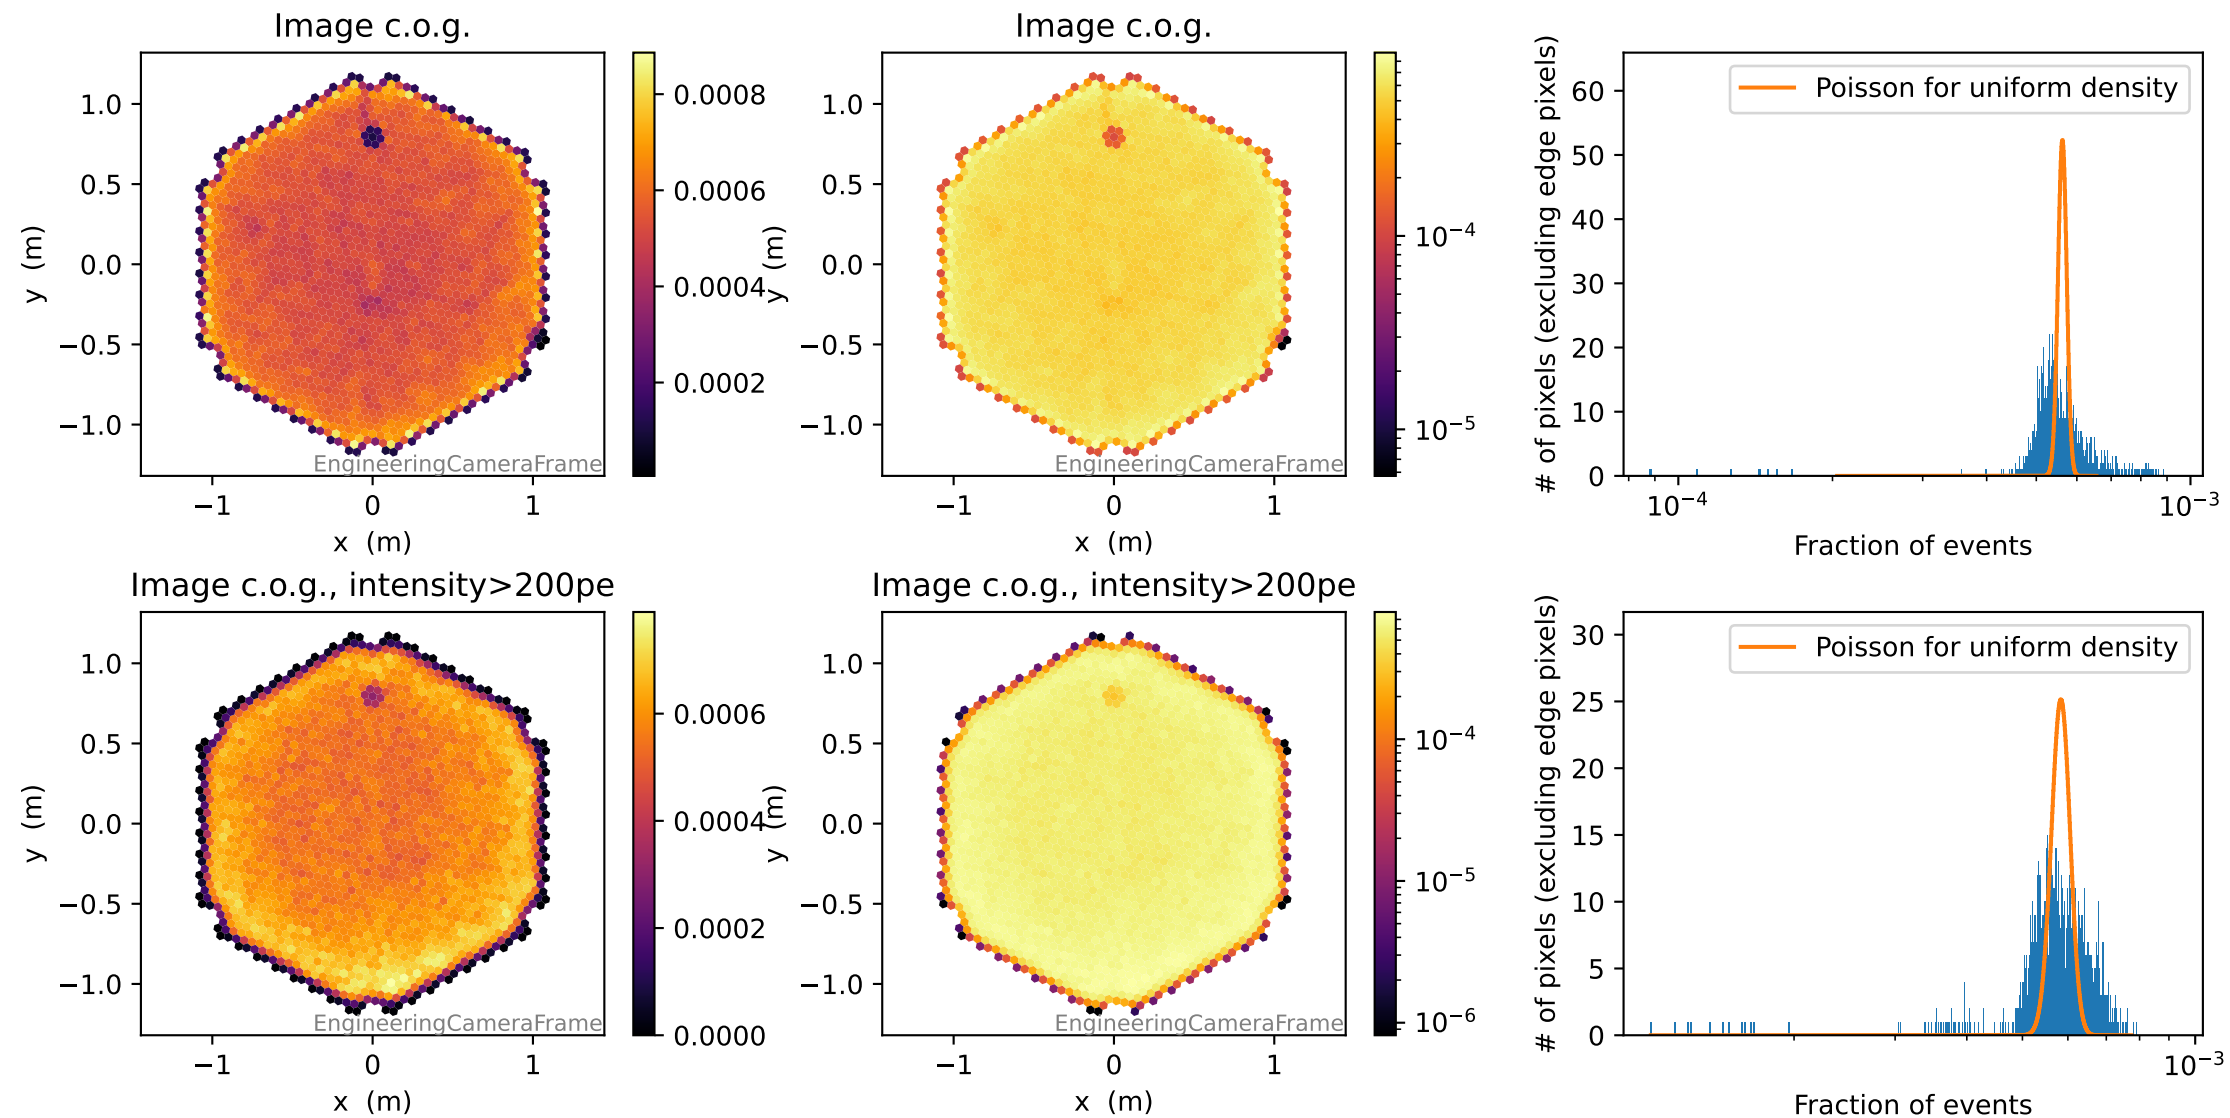 Image c.o.g.
1.0
0.5
0.0
−0.5
−1.0
y (m)
−1
0
1
x (m)
EngineeringCameraFrame
0.0008
0.0006
0.0004
0.0002
Image c.o.g.
1.0
0.5
0.0
−0.5
−1.0
y (m)
−1
0
1
x (m)
EngineeringCameraFrame
10⁻⁴
10⁻⁵
Poisson for uniform density
# of pixels (excluding edge pixels)
60
50
40
30
20
10
0
10⁻⁴
10⁻³
Fraction of events
Image c.o.g., intensity>200pe
1.0
0.5
0.0
−0.5
−1.0
y (m)
−1
0
1
x (m)
EngineeringCameraFrame
0.0006
0.0004
0.0002
0.0000
Image c.o.g., intensity>200pe
1.0
0.5
0.0
−0.5
−1.0
y (m)
−1
0
1
x (m)
EngineeringCameraFrame
10⁻⁴
10⁻⁵
10⁻⁶
Poisson for uniform density
# of pixels (excluding edge pixels)
30
25
20
15
10
5
0
10⁻³
Fraction of events